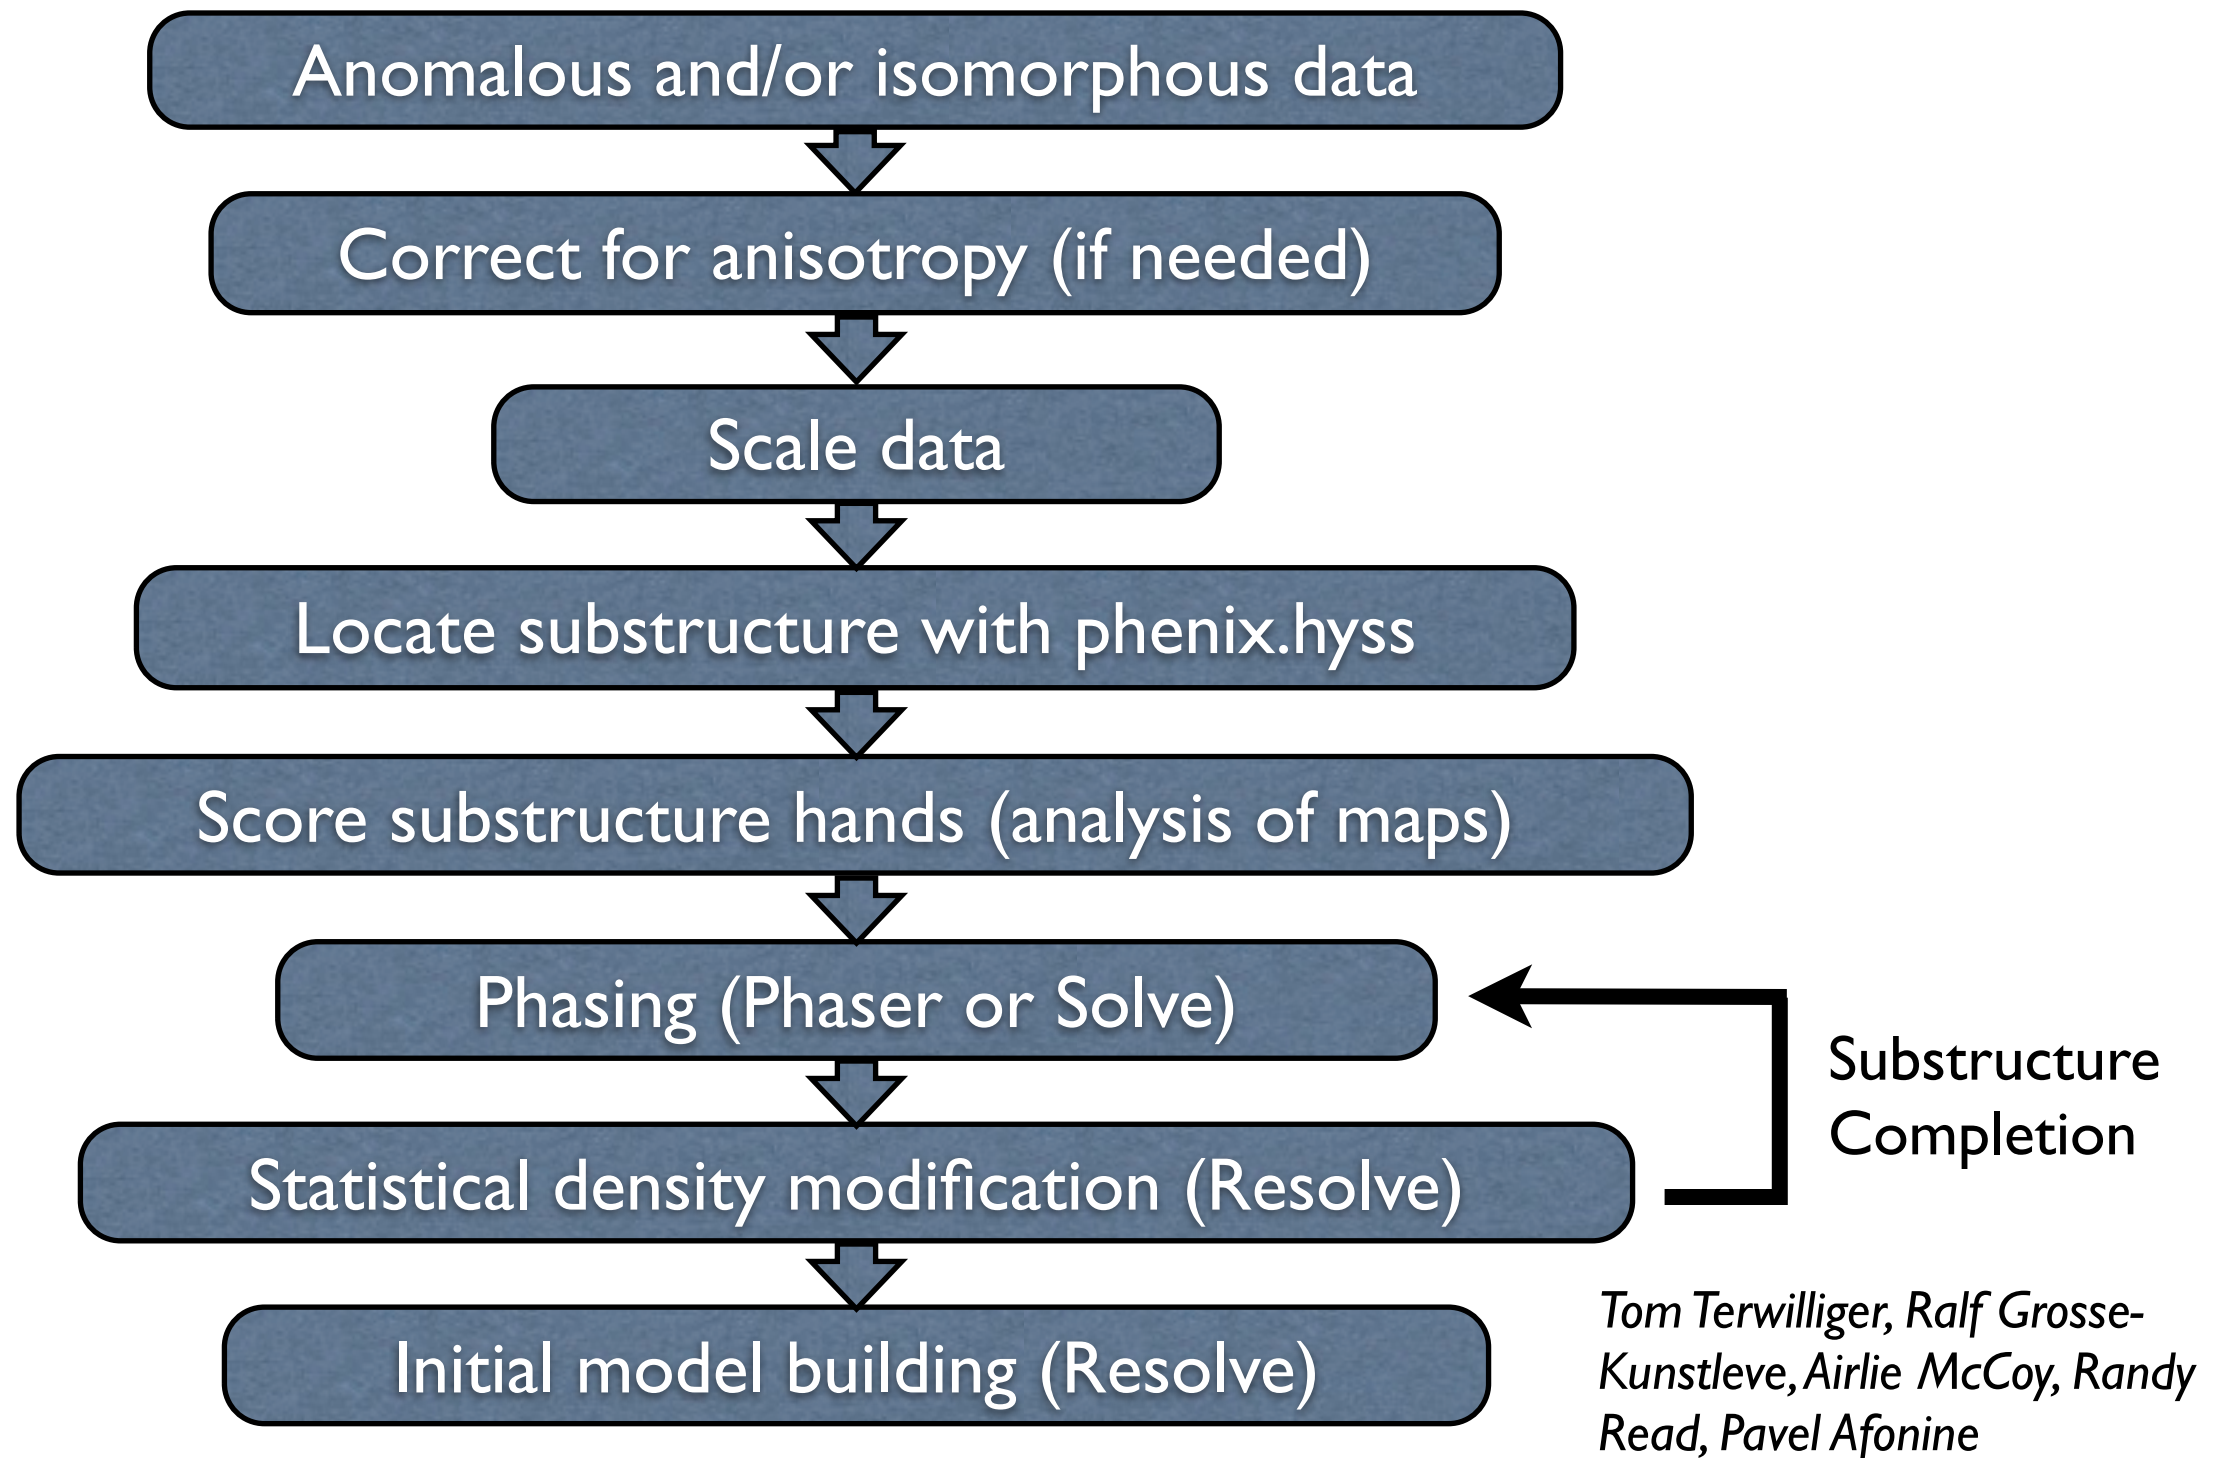 Anomalous and/or isomorphous data
Correct for anisotropy (if needed)
Scale data
Locate substructure with phenix.hyss
Score substructure hands (analysis of maps)
Phasing (Phaser or Solve)
Statistical density modification (Resolve)
Initial model building (Resolve)
Substructure
Completion
Tom Terwilliger, Ralf Grosse-
Kunstleve, Airlie McCoy, Randy
Read, Pavel Afonine